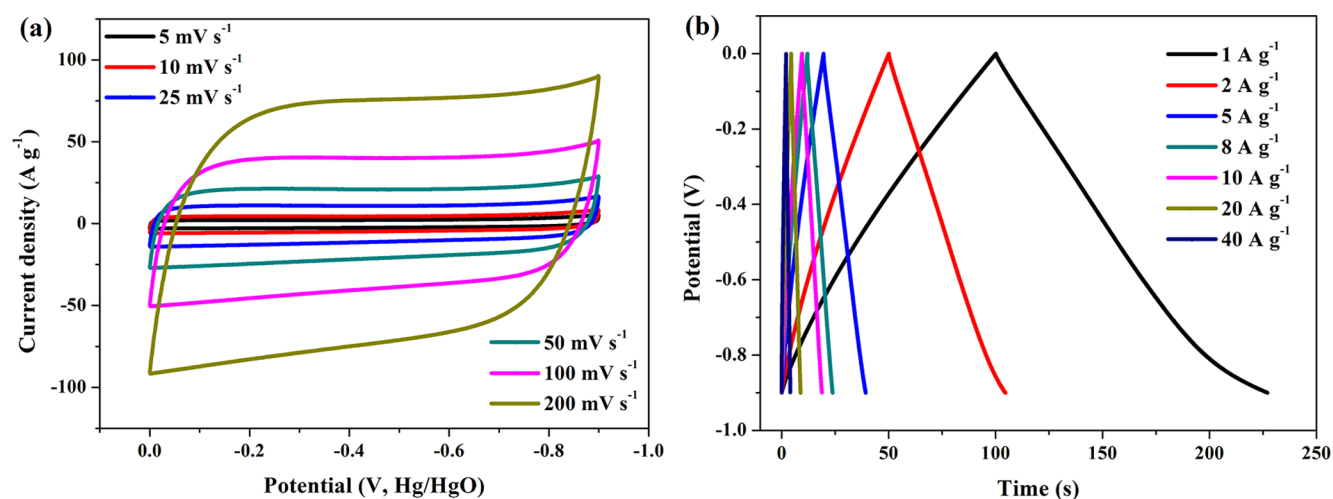 (a)
5 mV s⁻¹
10 mV s⁻¹
25 mV s⁻¹
50 mV s⁻¹
100 mV s⁻¹
200 mV s⁻¹
100
50
0
-50
-100
Current density (A g⁻¹)
0.0 -0.2 -0.4 -0.6 -0.8 -1.0
Potential (V, Hg/HgO)
(b)
1 A g⁻¹
2 A g⁻¹
5 A g⁻¹
8 A g⁻¹
10 A g⁻¹
20 A g⁻¹
40 A g⁻¹
0.0
-0.2
-0.4
-0.6
-0.8
-1.0
Potential (V)
0 50 100 150 200 250
Time (s)